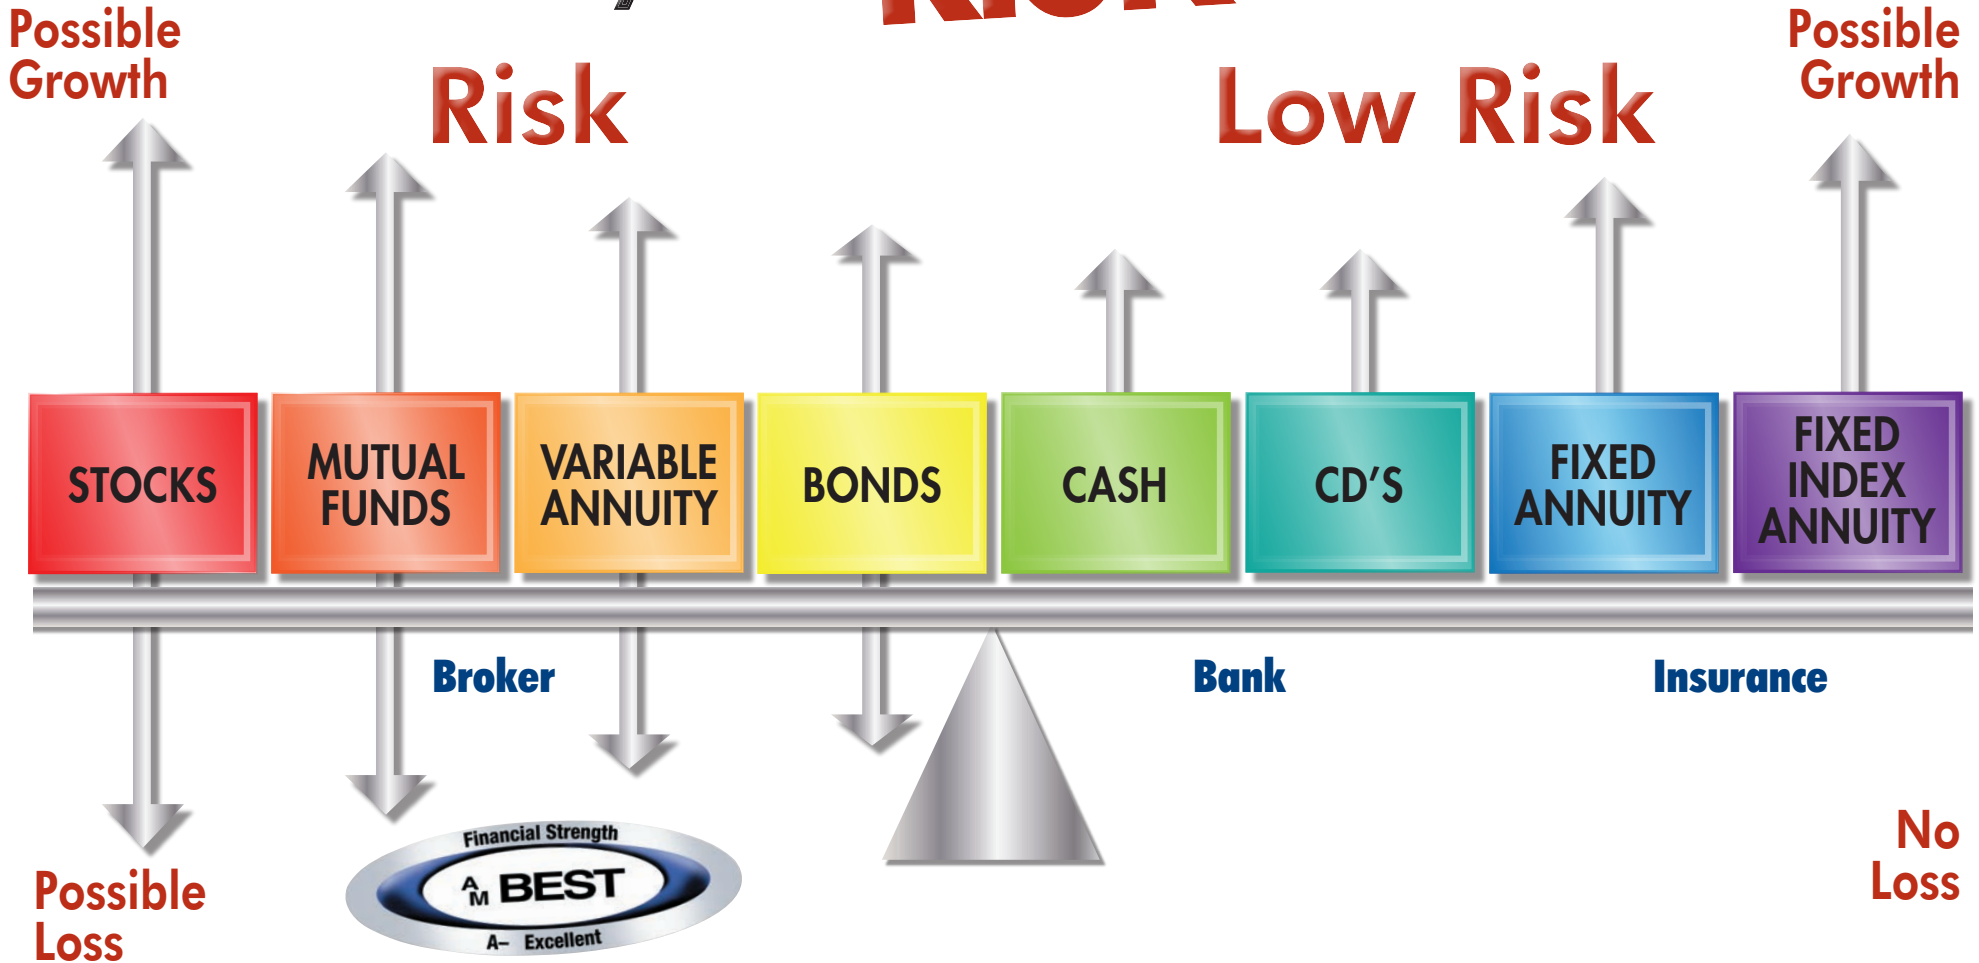 Possible
Growth
Risk
Low Risk
Possible
Growth
STOCKS
MUTUAL
FUNDS
VARIABLE
ANNUITY
BONDS
CASH
CD’S
FIXED
ANNUITY
FIXED
INDEX
ANNUITY
Broker
Bank
Insurance
Financial Strength
AM BEST
A– Excellent
Possible
Loss
No
Loss